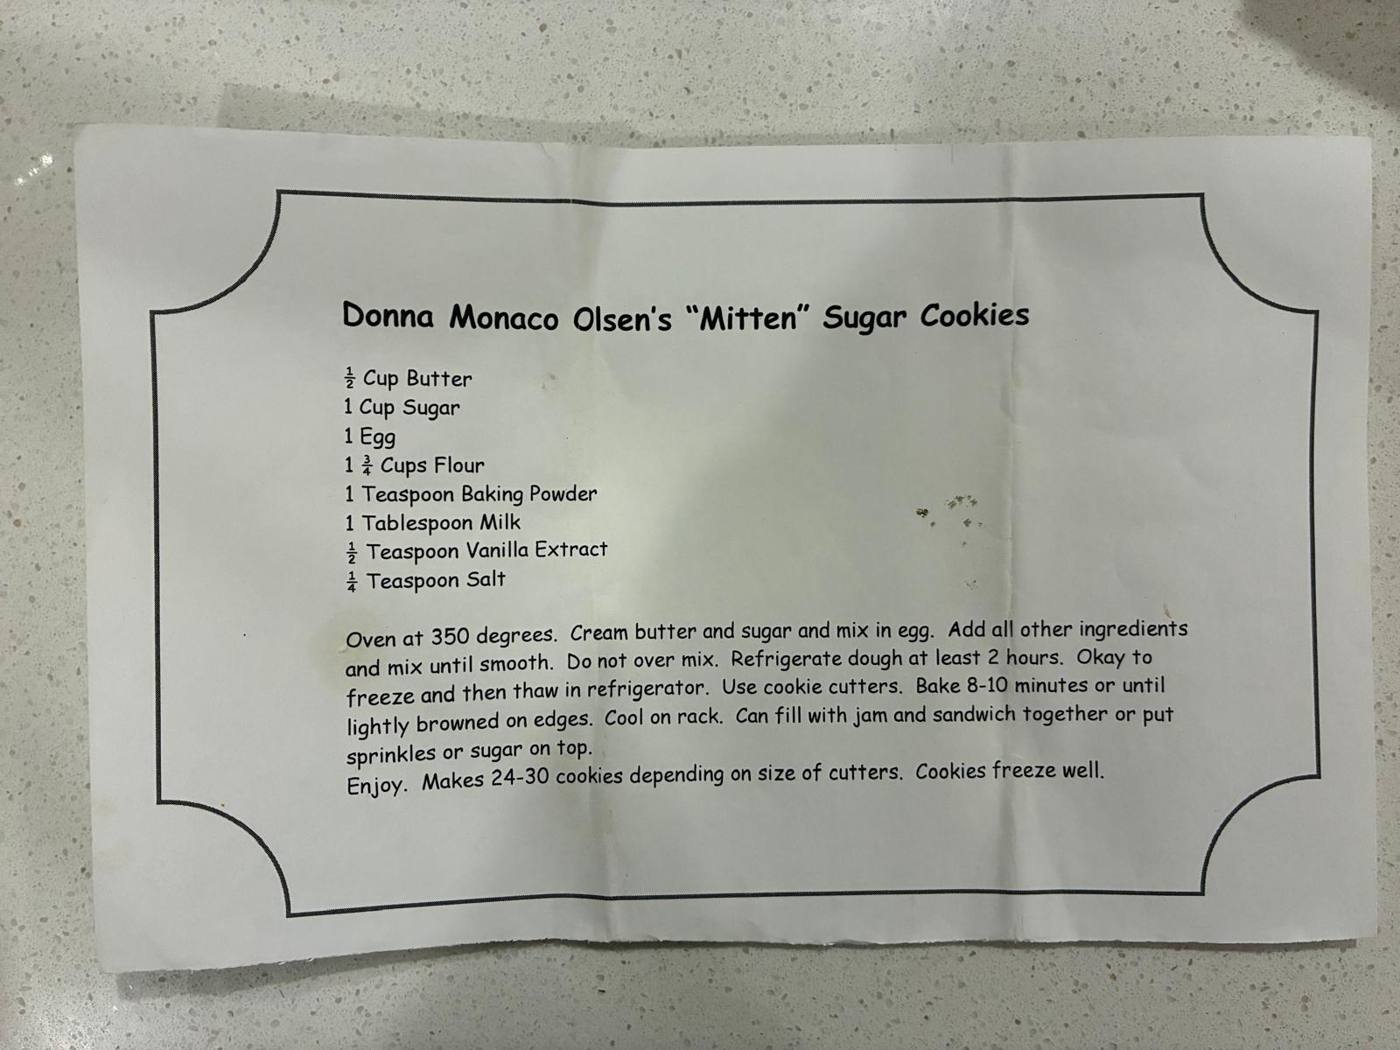 Donna Monaco Olsen's “Mitten” Sugar Cookies
½ Cup Butter
1 Cup Sugar
1 Egg
1 ¾ Cups Flour
1 Teaspoon Baking Powder
1 Tablespoon Milk
½ Teaspoon Vanilla Extract
¼ Teaspoon Salt
Oven at 350 degrees. Cream butter and sugar and mix in egg. Add all other ingredients
and mix until smooth. Do not over mix. Refrigerate dough at least 2 hours. Okay to
freeze and then thaw in refrigerator. Use cookie cutters. Bake 8-10 minutes or until
lightly browned on edges. Cool on rack. Can fill with jam and sandwich together or put
sprinkles or sugar on top.
Enjoy. Makes 24-30 cookies depending on size of cutters. Cookies freeze well.